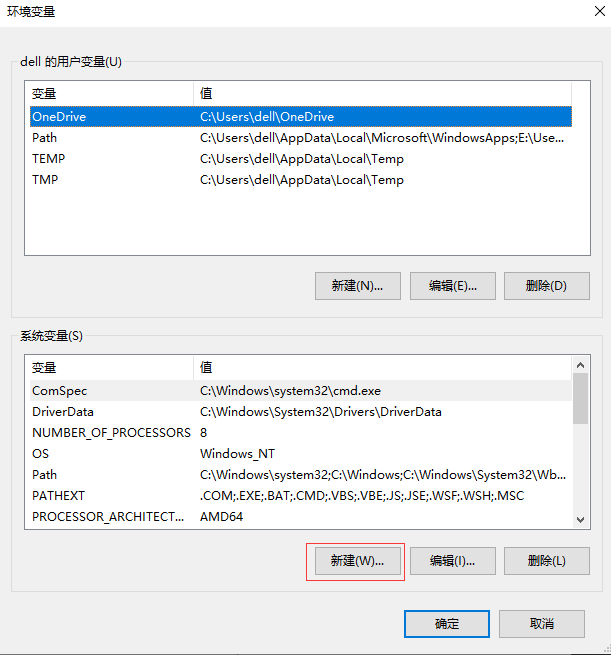 环境变量
dell 的用户变量(U)
变量 值
OneDrive C:\Users\dell\OneDrive
Path C:\Users\dell\AppData\Local\Microsoft\WindowsApps;E:\Use...
TEMP C:\Users\dell\AppData\Local\Temp
TMP C:\Users\dell\AppData\Local\Temp
新建(N)... 编辑(E)... 删除(D)
系统变量(S)
变量 值
ComSpec C:\Windows\system32\cmd.exe
DriverData C:\Windows\System32\Drivers\DriverData
NUMBER_OF_PROCESSORS 8
OS Windows_NT
Path C:\Windows\system32;C:\Windows;C:\Windows\System32\Wb...
PATHEXT .COM;.EXE;.BAT;.CMD;.VBS;.VBE;.JS;.JSE;.WSF;.WSH;.MSC
PROCESSOR_ARCHITECT... AMD64
新建(W)... 编辑(I)... 删除(L)
确定 取消